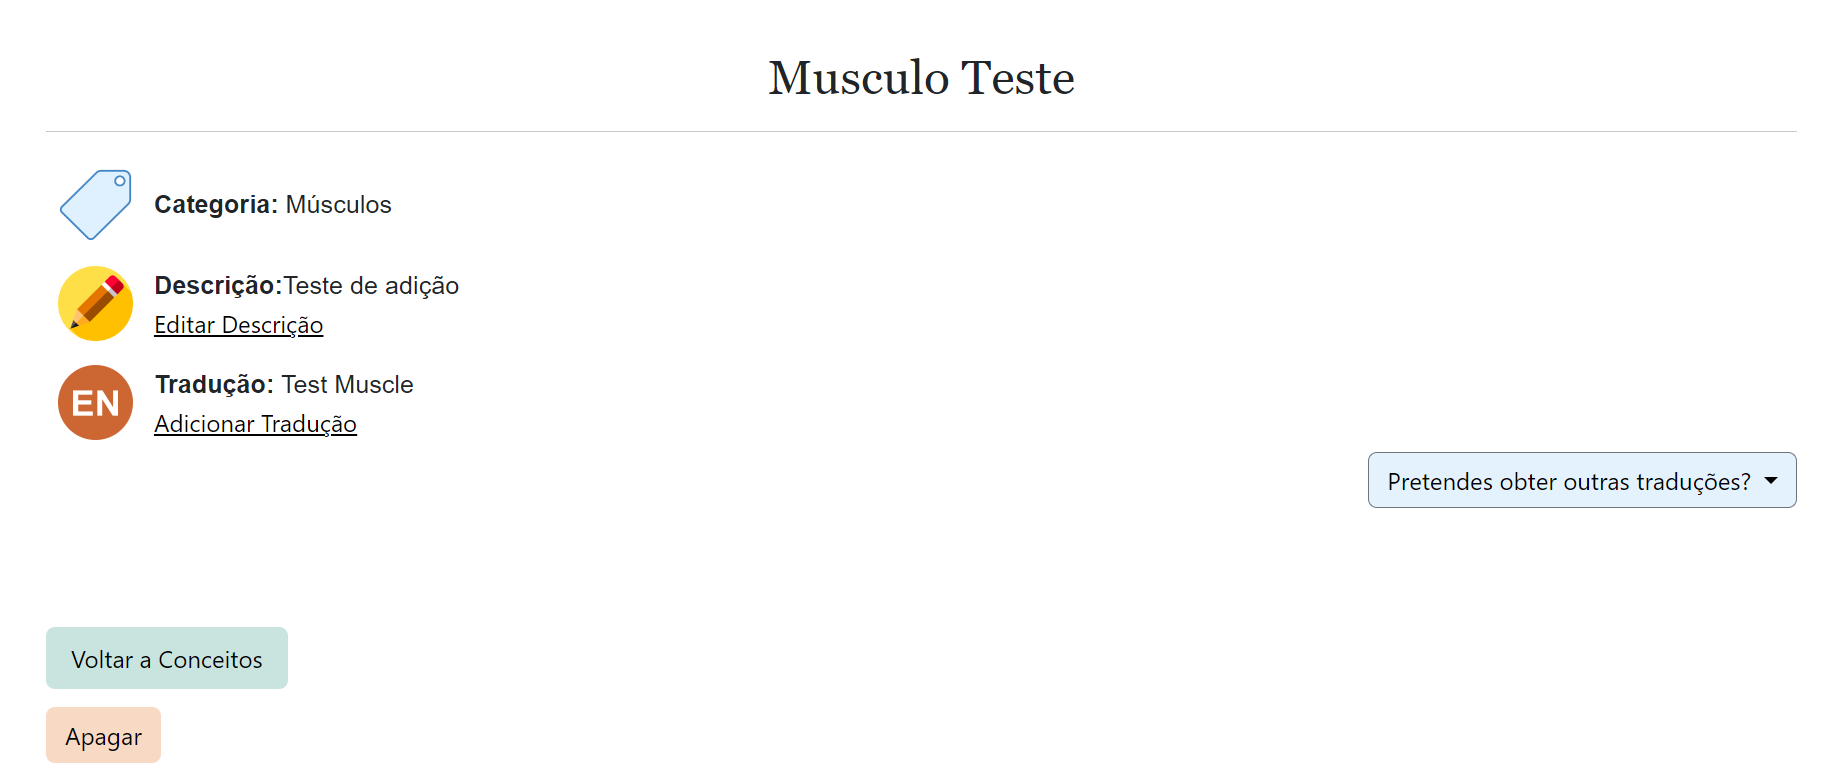 Musculo Teste
Categoria: Músculos
Descrição:Teste de adição
Editar Descrição
EN
Tradução: Test Muscle
Adicionar Tradução
Pretendes obter outras traduções?
Voltar a Conceitos
Apagar